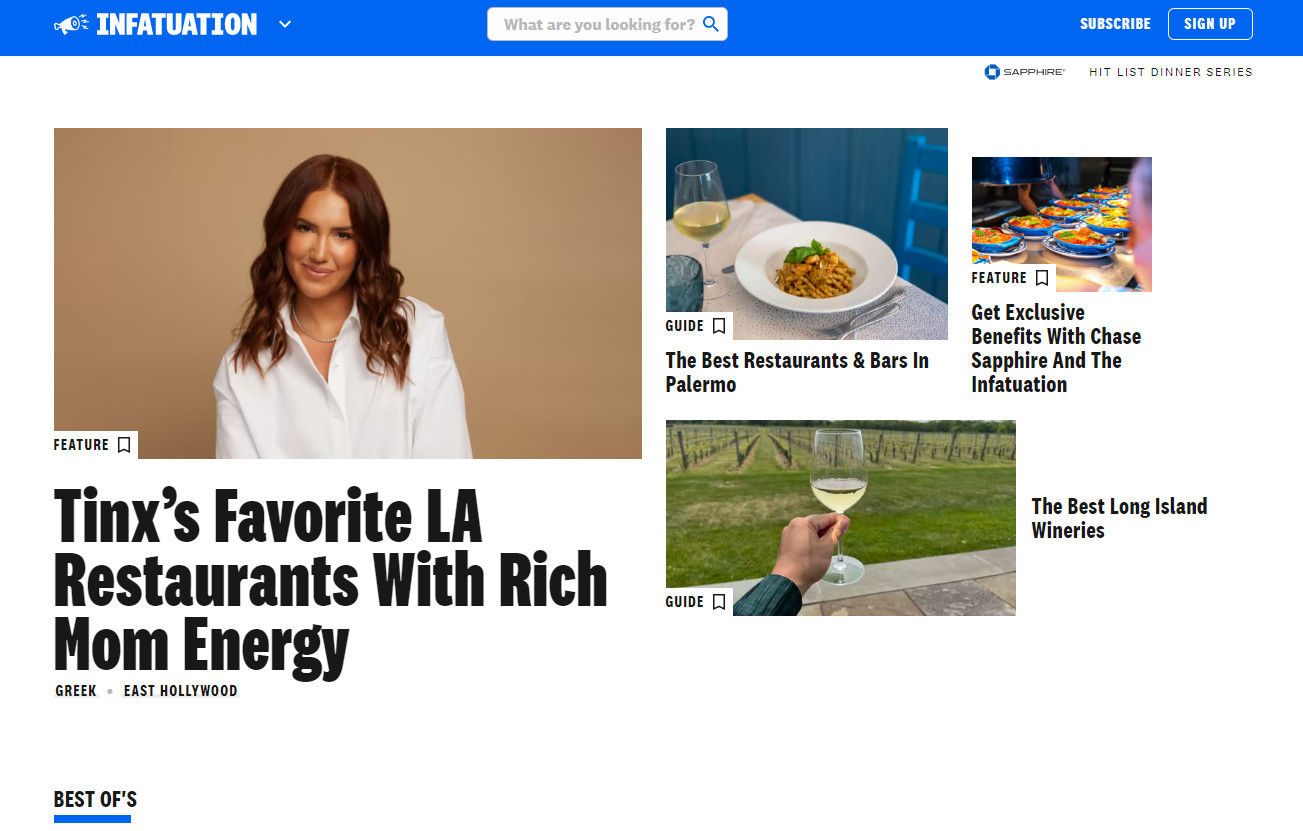 INFATUATION
What are you looking for?
SUBSCRIBE
SIGN UP
SAPPHIRE
HIT LIST DINNER SERIES
FEATURE
Tinx's Favorite LA
Restaurants With Rich
Mom Energy
GREEK • EAST HOLLYWOOD
GUIDE
The Best Restaurants & Bars In
Palermo
FEATURE
Get Exclusive
Benefits With Chase
Sapphire And The
Infatuation
GUIDE
The Best Long Island
Wineries
BEST OF'S